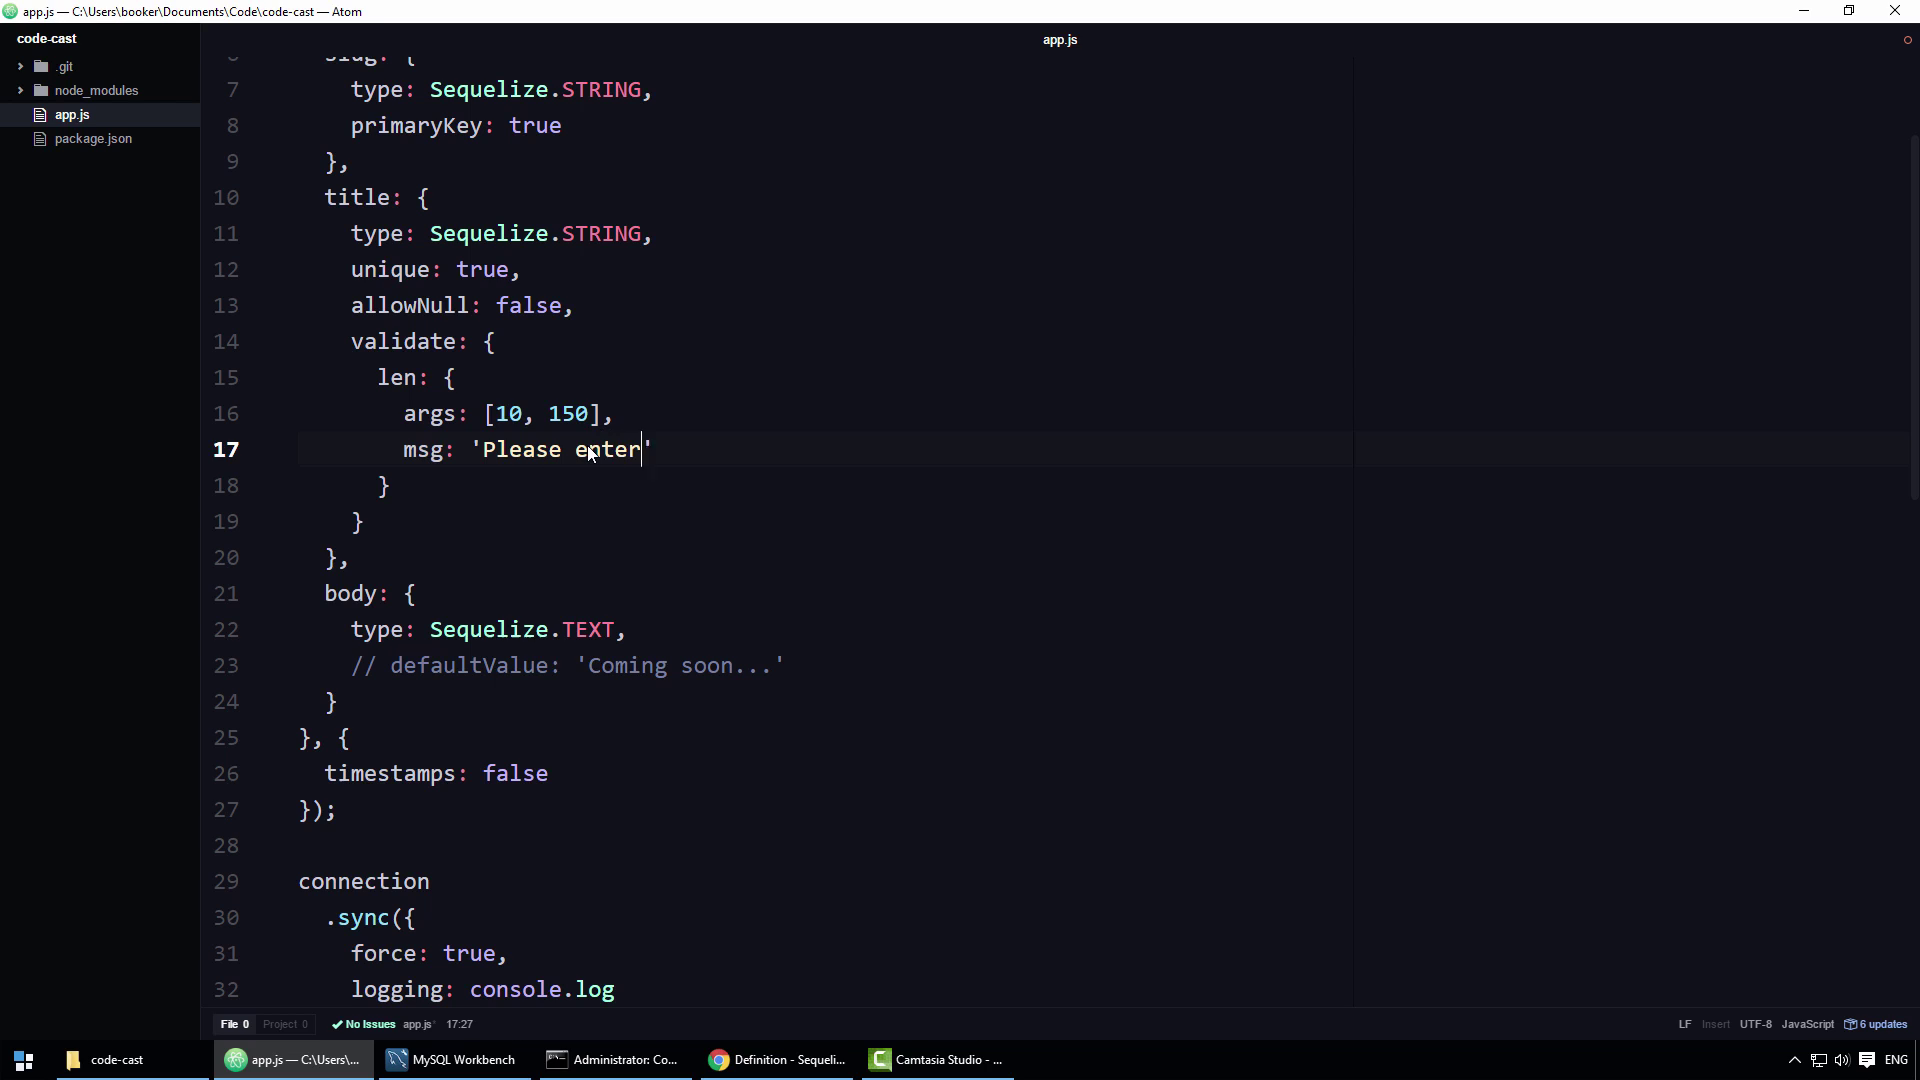 app.js — C:\Users\booker\Documents\Code\code-cast — Atom
code-cast
.git
node_modules
app.js
package.json
app.js
6 slug: {
7 type: Sequelize.STRING,
8 primaryKey: true
9 },
10 title: {
11 type: Sequelize.STRING,
12 unique: true,
13 allowNull: false,
14 validate: {
15 len: {
16 args: [10, 150],
17 msg: 'Please enter'
18 }
19 }
20 },
21 body: {
22 type: Sequelize.TEXT,
23 // defaultValue: 'Coming soon...'
24 }
25 }, {
26 timestamps: false
27 });
28
29 connection
30 .sync({
31 force: true,
32 logging: console.log
File 0 Project 0 No Issues app.js* 17:27 LF Insert UTF-8 JavaScript 6 updates
code-cast app.js — C:\Users\... MySQL Workbench Administrator: Co... Definition - Sequeli... Camtasia Studio - ... ENG